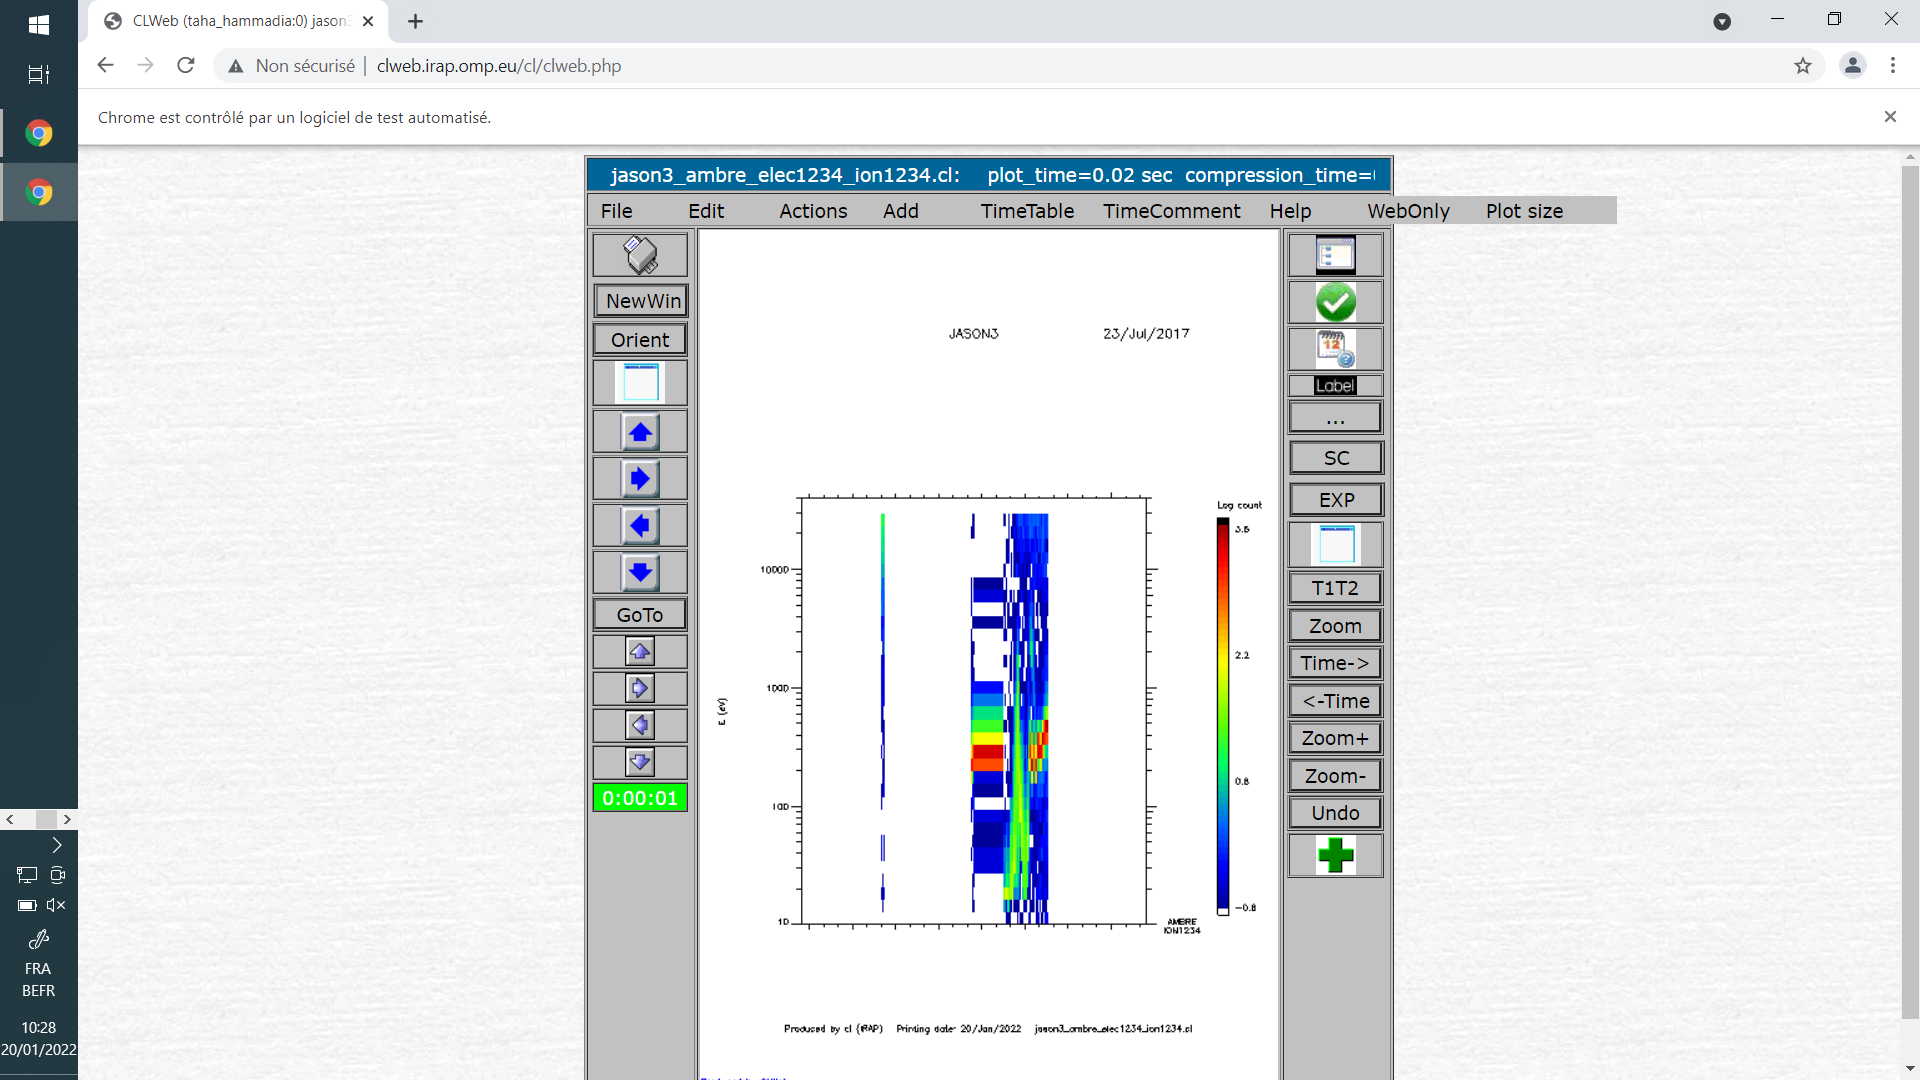 CLWeb (taha_hammadia:0) jason3
Non sécurisé | clweb.irap.omp.eu/cl/clweb.php
Chrome est contrôlé par un logiciel de test automatisé.
jason3_ambre_elec1234_ion1234.cl: plot_time=0.02 sec compression_time=
File Edit Actions Add TimeTable TimeComment Help WebOnly Plot size
NewWin
Orient
GoTo
0:00:01
JASON3 23/Jul/2017
Log count
3.5
2.2
0.8
-0.8
10000
1000
100
10
E (eV)
AMBRE
ION1234
Produced by cl (IRAP) Printing date: 20/Jan/2022 jason3_ambre_elec1234_ion1234.cl
12
Label
...
SC
EXP
T1T2
Zoom
Time->
<-Time
Zoom+
Zoom-
Undo
FRA
BEFR
10:28
20/01/2022